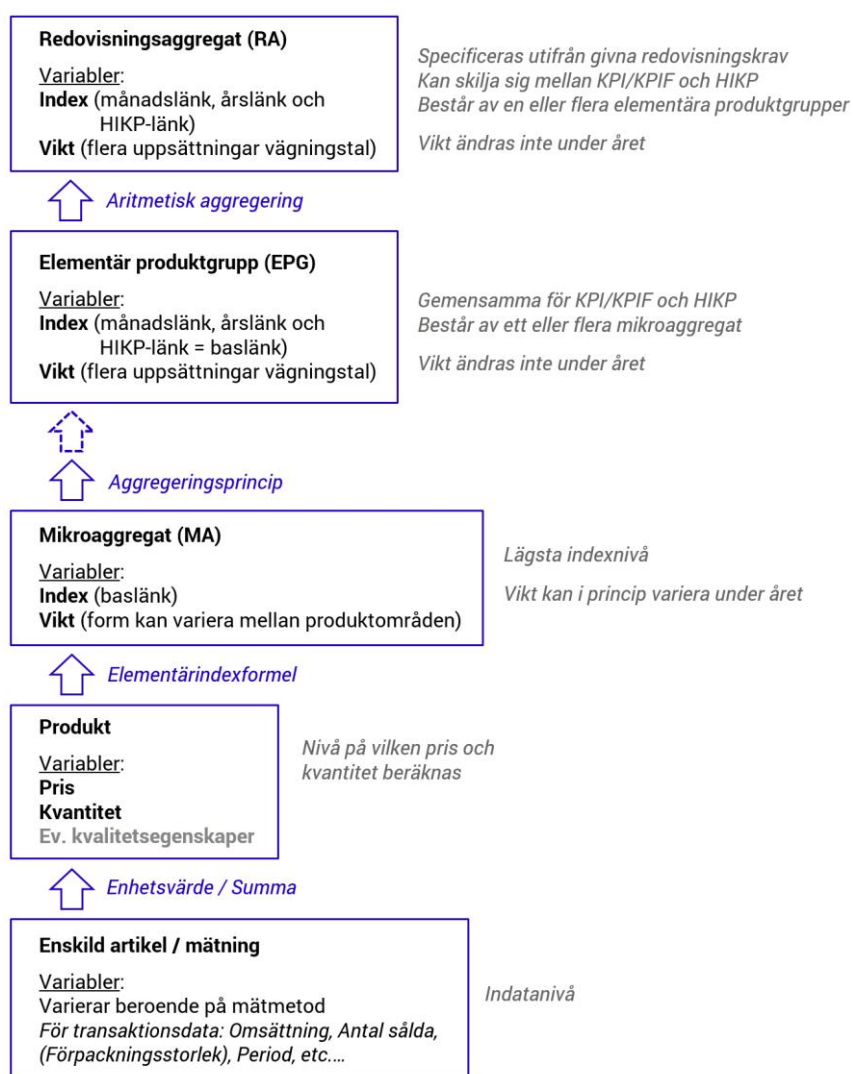 Redovisningsaggregat (RA)
Variabler:
Index (månadslänk, årslänk och
HIKP-länk)
Vikt (flera uppsättningar vägningstal)
Specificeras utifrån givna redovisningskrav
Kan skilja sig mellan KPI/KPIF och HIKP
Består av en eller flera elementära produktgrupper
Vikt ändras inte under året
Aritmetisk aggregering
Elementär produktgrupp (EPG)
Variabler:
Index (månadslänk, årslänk och
HIKP-länk = baslänk)
Vikt (flera uppsättningar vägningstal)
Gemensamma för KPI/KPIF och HIKP
Består av ett eller flera mikroaggregat
Vikt ändras inte under året
Aggregeringsprincip
Mikroaggregat (MA)
Variabler:
Index (baslänk)
Vikt (form kan variera mellan produktområden)
Lägsta indexnivå
Vikt kan i princip variera under året
Elementärindexformel
Produkt
Variabler:
Pris
Kvantitet
Ev. kvalitetsegenskaper
Nivå på vilken pris och
kvantitet beräknas
Enhetsvärde / Summa
Enskild artikel / mätning
Variabler:
Varierar beroende på mätmetod
För transaktionsdata: Omsättning, Antal sålda,
(Förpackningsstorlek), Period, etc.…
Indatanivå